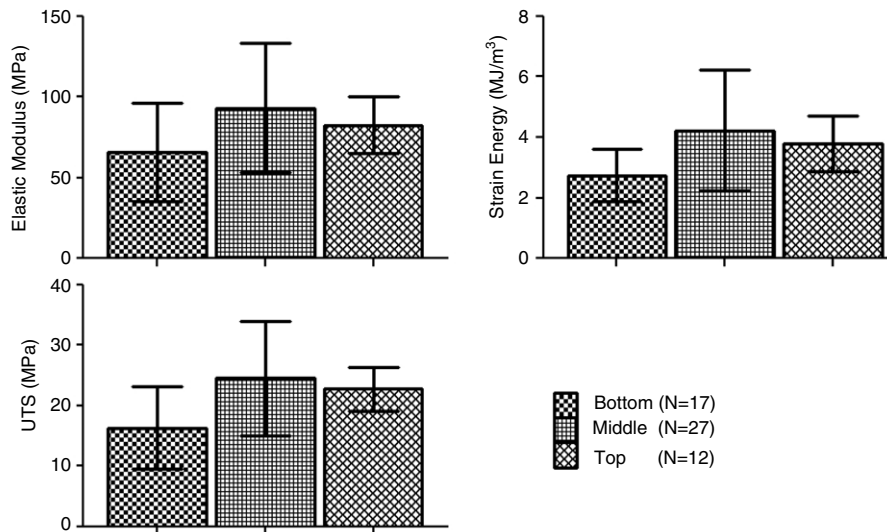 150
100
50
0
Elastic Modulus (MPa)
8
6
4
2
0
Strain Energy (MJ/m³)
40
30
20
10
0
UTS (MPa)
Bottom (N=17)
Middle (N=27)
Top (N=12)